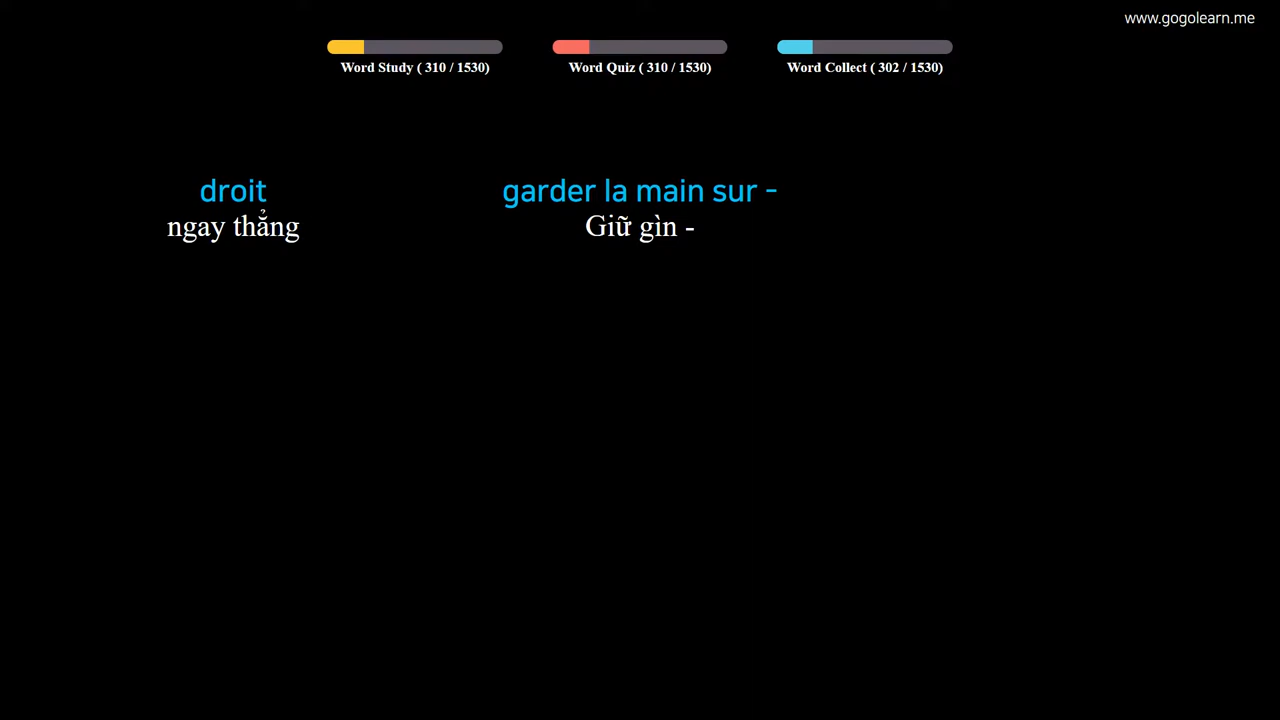 www.gogolearn.me
Word Study ( 310 / 1530)
Word Quiz ( 310 / 1530)
Word Collect ( 302 / 1530)
droit
ngay thẳng
garder la main sur -
Giữ gìn -